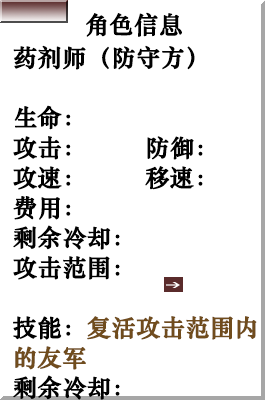 角色信息
药剂师（防守方）
生命：
攻击： 防御：
攻速： 移速：
费用：
剩余冷却：
攻击范围：
技能：复活攻击范围内
的友军
剩余冷却：